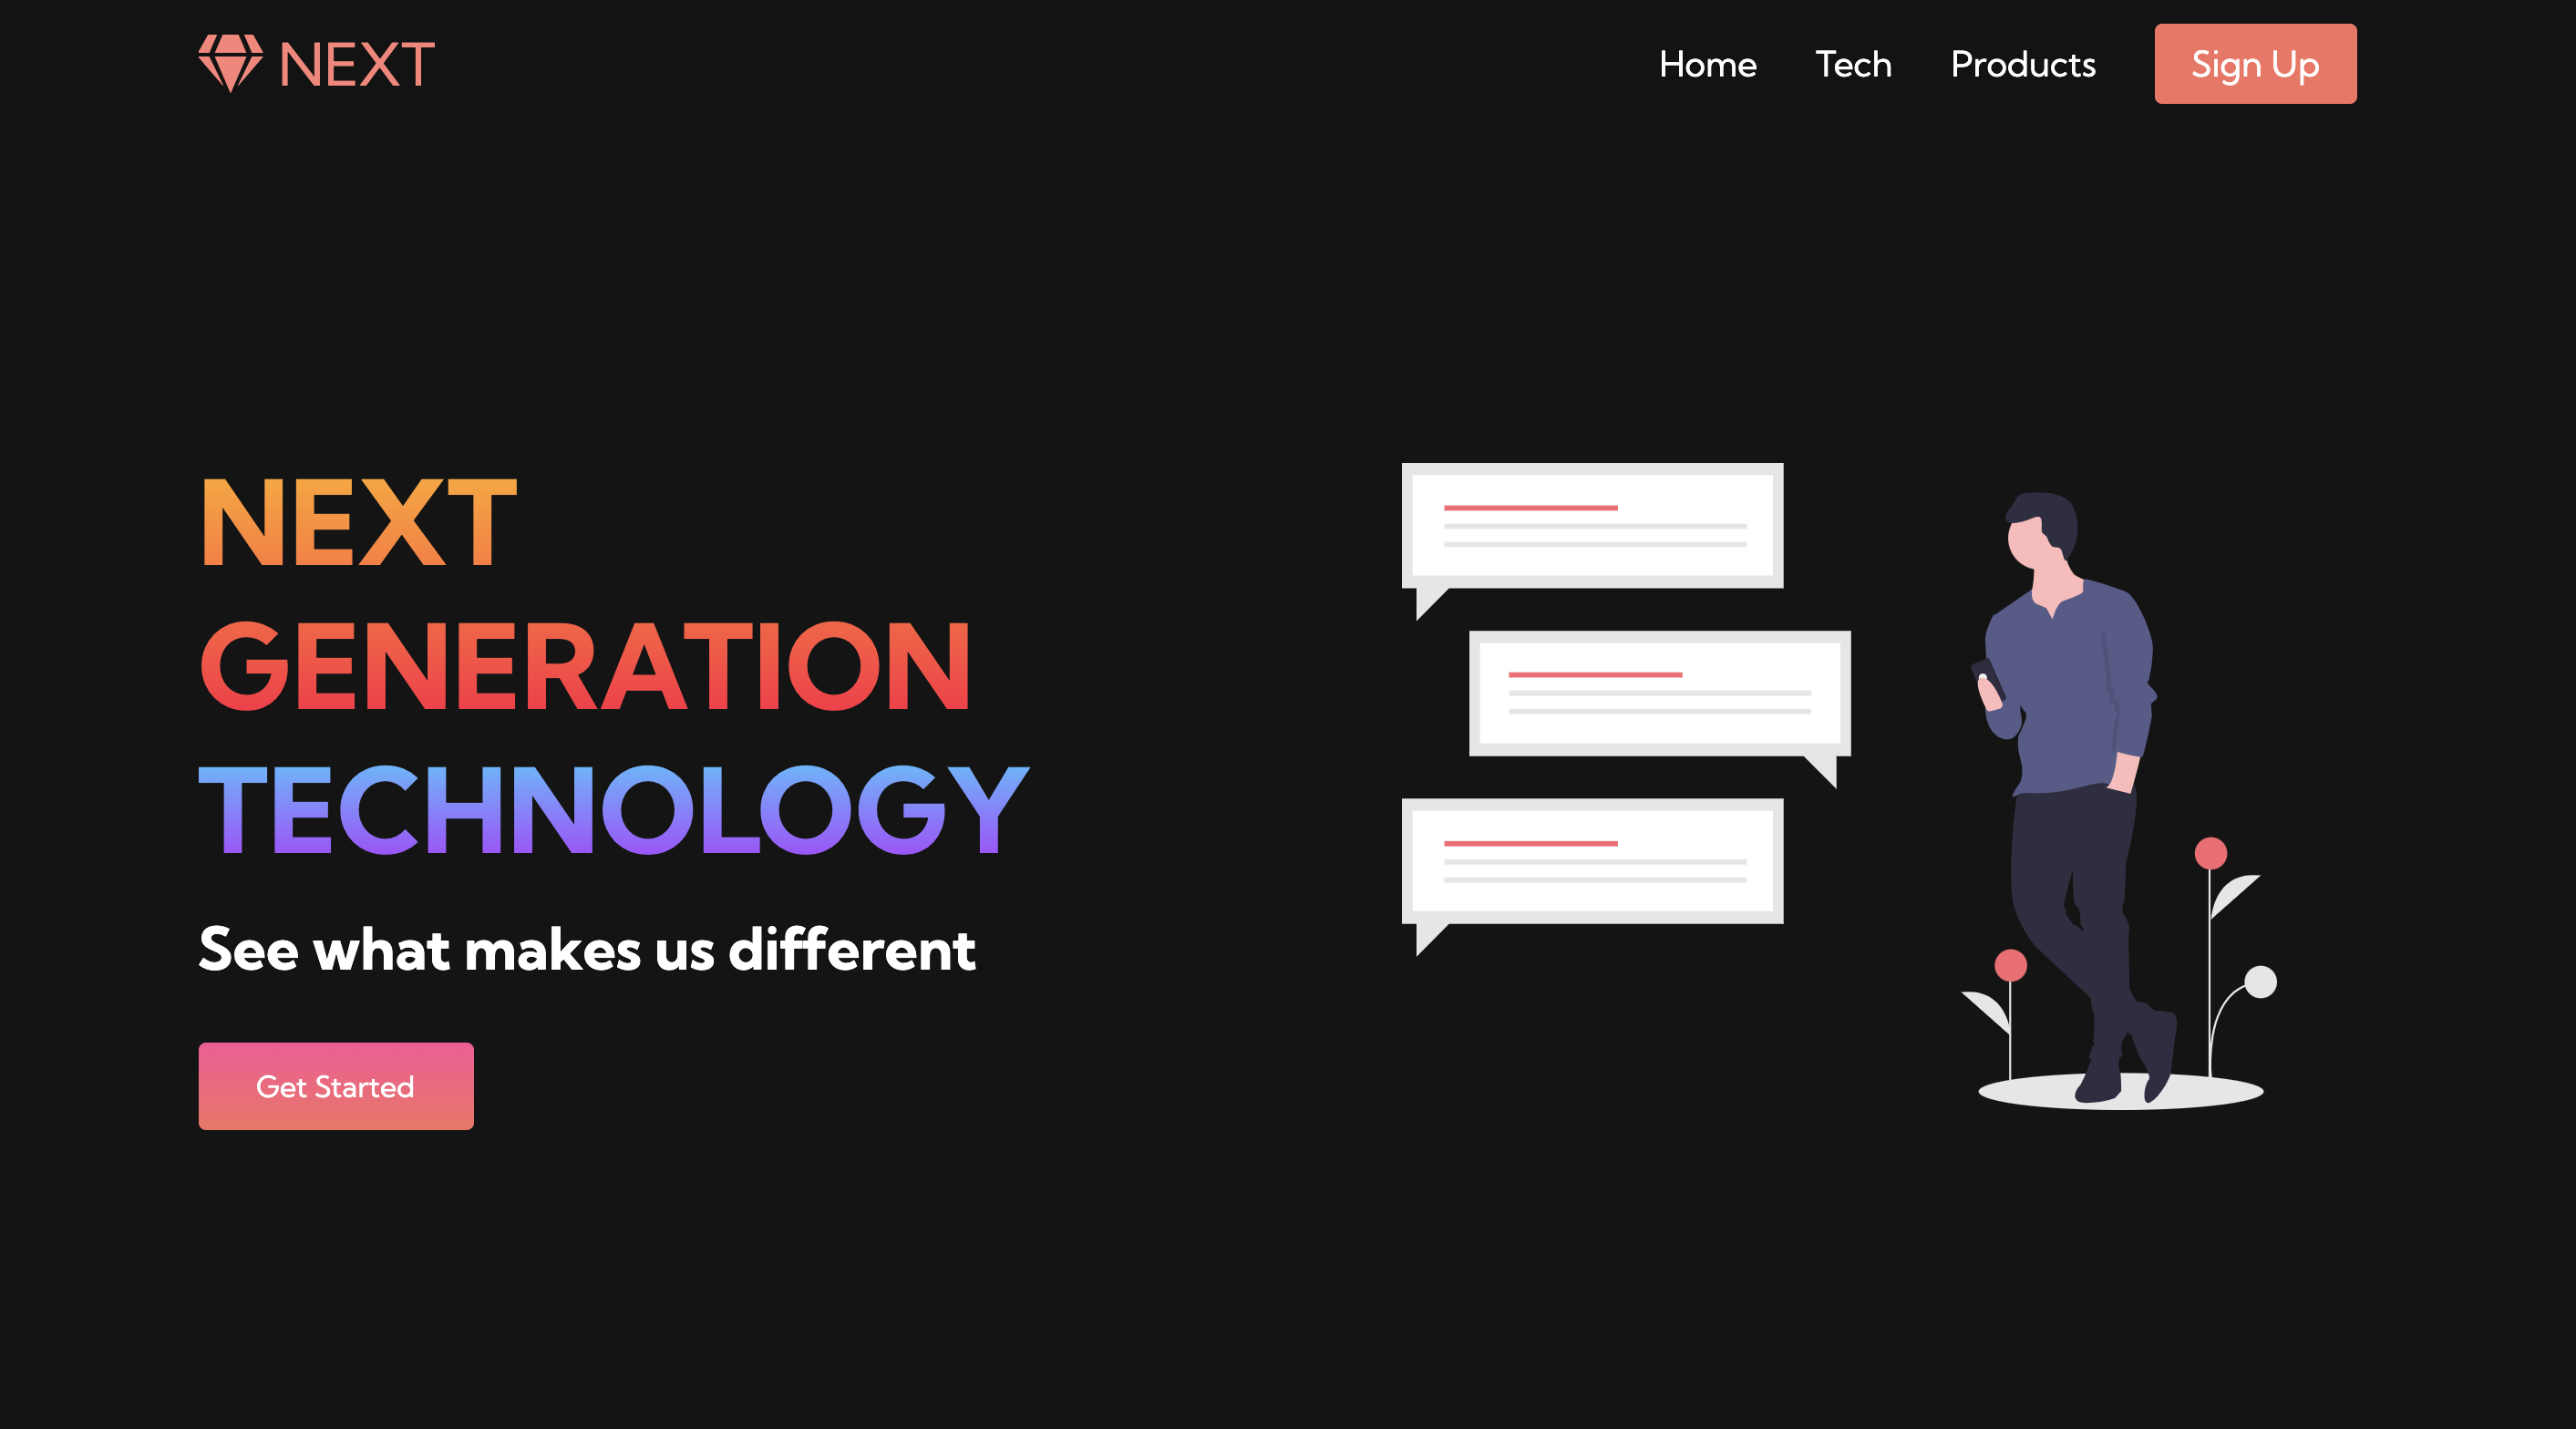 NEXT
Home
Tech
Products
Sign Up
NEXT
GENERATION
TECHNOLOGY
See what makes us different
Get Started